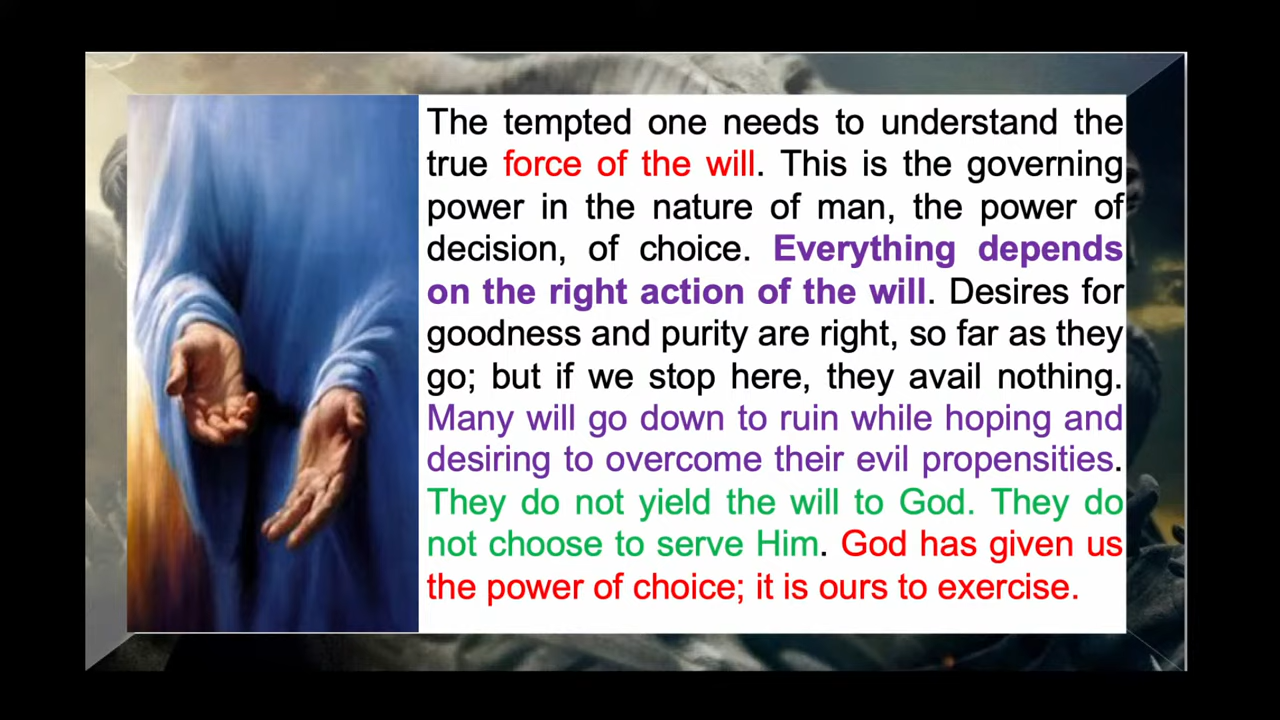 The tempted one needs to understand the
true force of the will. This is the governing
power in the nature of man, the power of
decision, of choice. Everything depends
on the right action of the will. Desires for
goodness and purity are right, so far as they
go; but if we stop here, they avail nothing.
Many will go down to ruin while hoping and
desiring to overcome their evil propensities.
They do not yield the will to God. They do
not choose to serve Him. God has given us
the power of choice; it is ours to exercise.